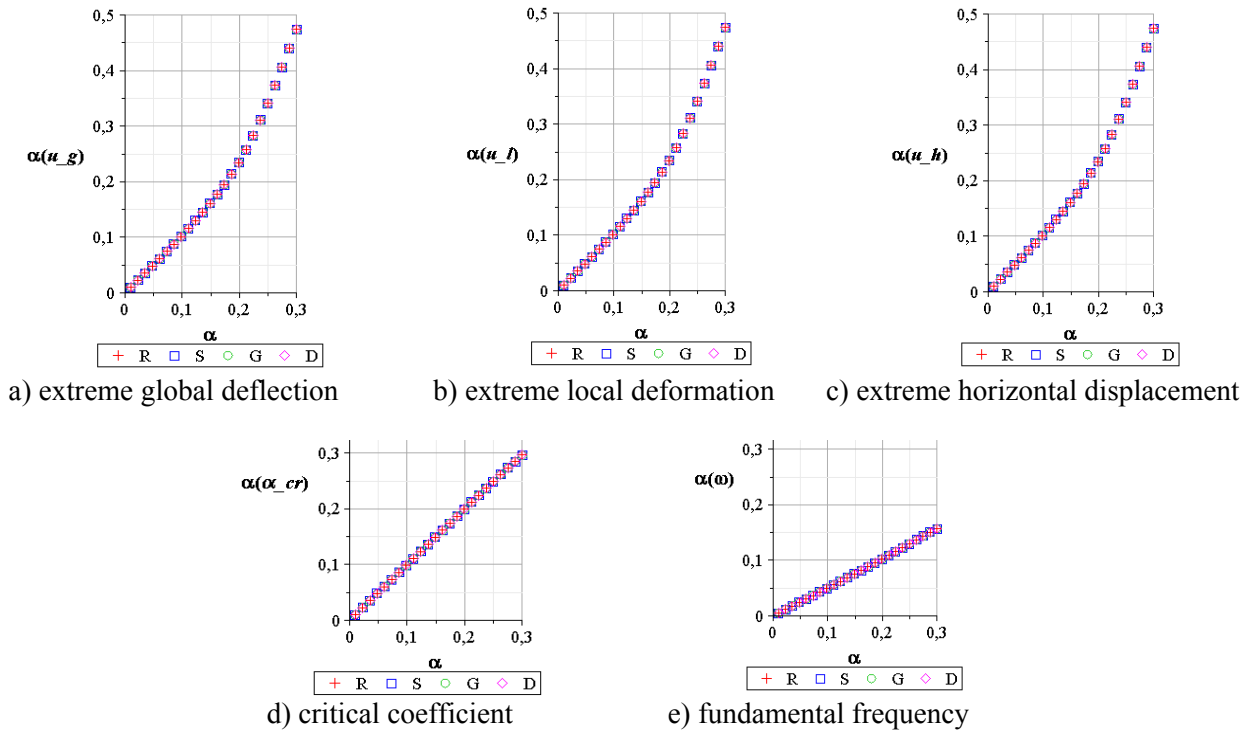 0,5
0,4
0,3
α(u_g)
0,2
0,1
0
0 0,1 0,2 0,3
α
R S G D
a) extreme global deflection
0,5
0,4
0,3
α(u_l)
0,2
0,1
0
0 0,1 0,2 0,3
α
R S G D
b) extreme local deformation
0,5
0,4
0,3
α(u_h)
0,2
0,1
0
0 0,1 0,2 0,3
α
R S G D
c) extreme horizontal displacement
0,3
α(α_cr)
0,2
0,1
0
0 0,1 0,2 0,3
α
R S G D
d) critical coefficient
0,3
α(ω)
0,2
0,1
0
0 0,1 0,2 0,3
α
R S G D
e) fundamental frequency